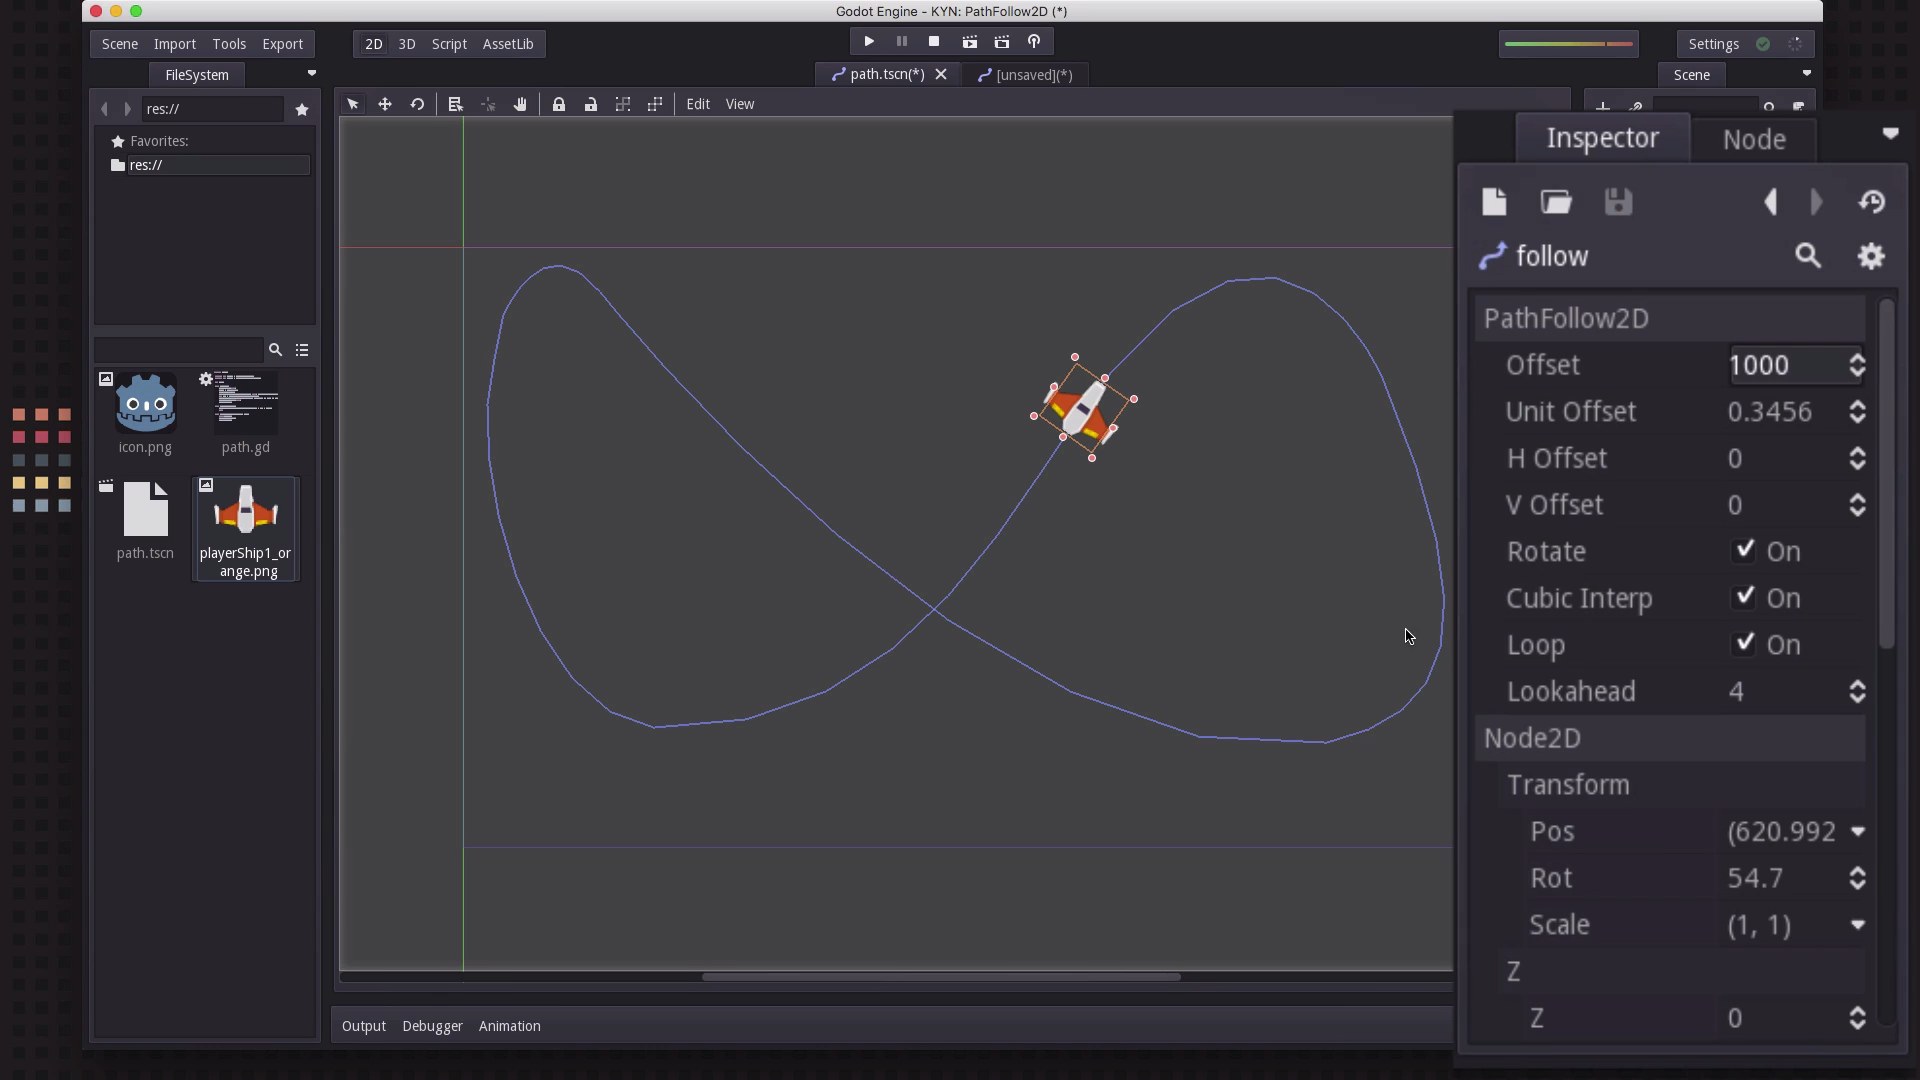 Godot Engine - KYN: PathFollow2D (*)
Scene Import Tools Export
2D 3D Script AssetLib
Settings
FileSystem
path.tscn(*)
[unsaved](*)
Scene
res://
Edit View
Favorites:
res://
icon.png
path.gd
path.tscn
playerShip1_or
ange.png
Output Debugger Animation
Inspector
Node
follow
PathFollow2D
Offset 1000
Unit Offset 0.3456
H Offset 0
V Offset 0
Rotate On
Cubic Interp On
Loop On
Lookahead 4
Node2D
Transform
Pos (620.992
Rot 54.7
Scale (1, 1)
Z
Z 0